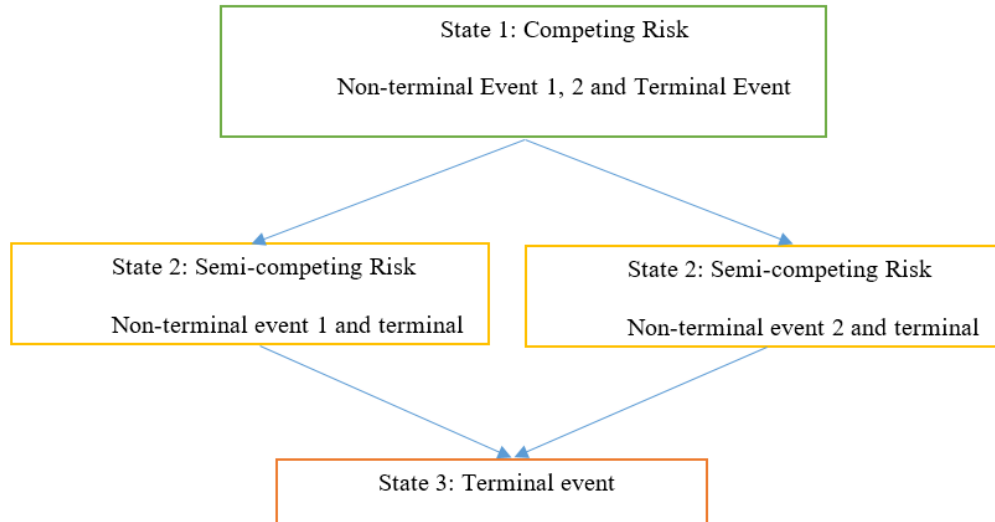 State 1: Competing Risk
Non-terminal Event 1, 2 and Terminal Event
State 2: Semi-competing Risk
Non-terminal event 1 and terminal
State 2: Semi-competing Risk
Non-terminal event 2 and terminal
State 3: Terminal event